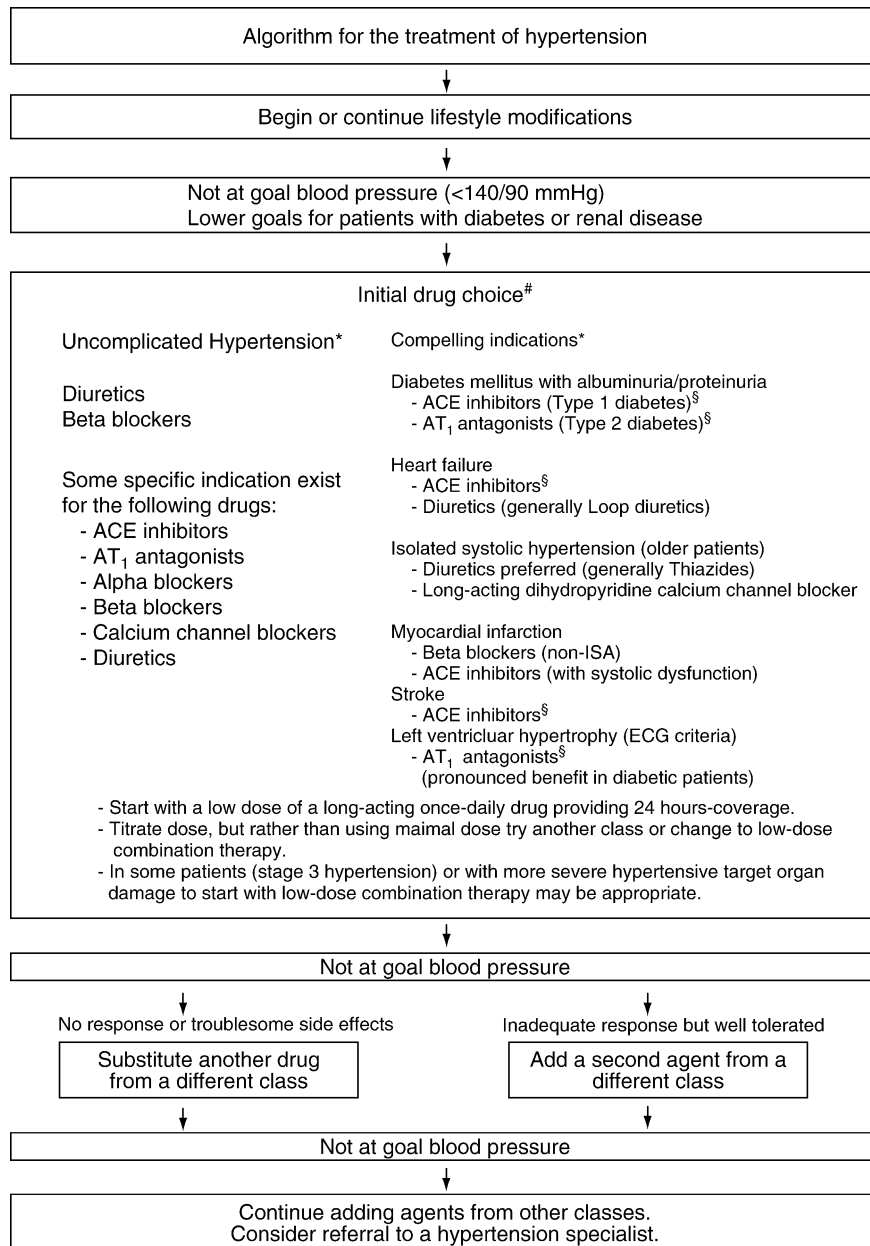 Algorithm for the treatment of hypertension
Begin or continue lifestyle modifications
Not at goal blood pressure (<140/90 mmHg)
Lower goals for patients with diabetes or renal disease
Initial drug choice#
Uncomplicated Hypertension*
Diuretics
Beta blockers
Some specific indication exist
for the following drugs:
- ACE inhibitors
- AT1 antagonists
- Alpha blockers
- Beta blockers
- Calcium channel blockers
- Diuretics
Compelling indications*
Diabetes mellitus with albuminuria/proteinuria
- ACE inhibitors (Type 1 diabetes)§
- AT1 antagonists (Type 2 diabetes)§
Heart failure
- ACE inhibitors§
- Diuretics (generally Loop diuretics)
Isolated systolic hypertension (older patients)
- Diuretics preferred (generally Thiazides)
- Long-acting dihydropyridine calcium channel blocker
Myocardial infarction
- Beta blockers (non-ISA)
- ACE inhibitors (with systolic dysfunction)
Stroke
- ACE inhibitors§
Left ventricluar hypertrophy (ECG criteria)
- AT1 antagonists§
(pronounced benefit in diabetic patients)
- Start with a low dose of a long-acting once-daily drug providing 24 hours-coverage.
- Titrate dose, but rather than using maimal dose try another class or change to low-dose
combination therapy.
- In some patients (stage 3 hypertension) or with more severe hypertensive target organ
damage to start with low-dose combination therapy may be appropriate.
Not at goal blood pressure
No response or troublesome side effects
Substitute another drug
from a different class
Inadequate response but well tolerated
Add a second agent from a
different class
Not at goal blood pressure
Continue adding agents from other classes.
Consider referral to a hypertension specialist.